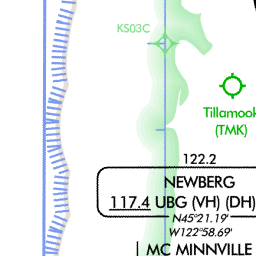 KS03C
Tillamook
(TMK)
122.2
NEWBERG
117.4 UBG (VH) (DH)
N45°21.19'
W122°58.69'
MC MINNVILLE